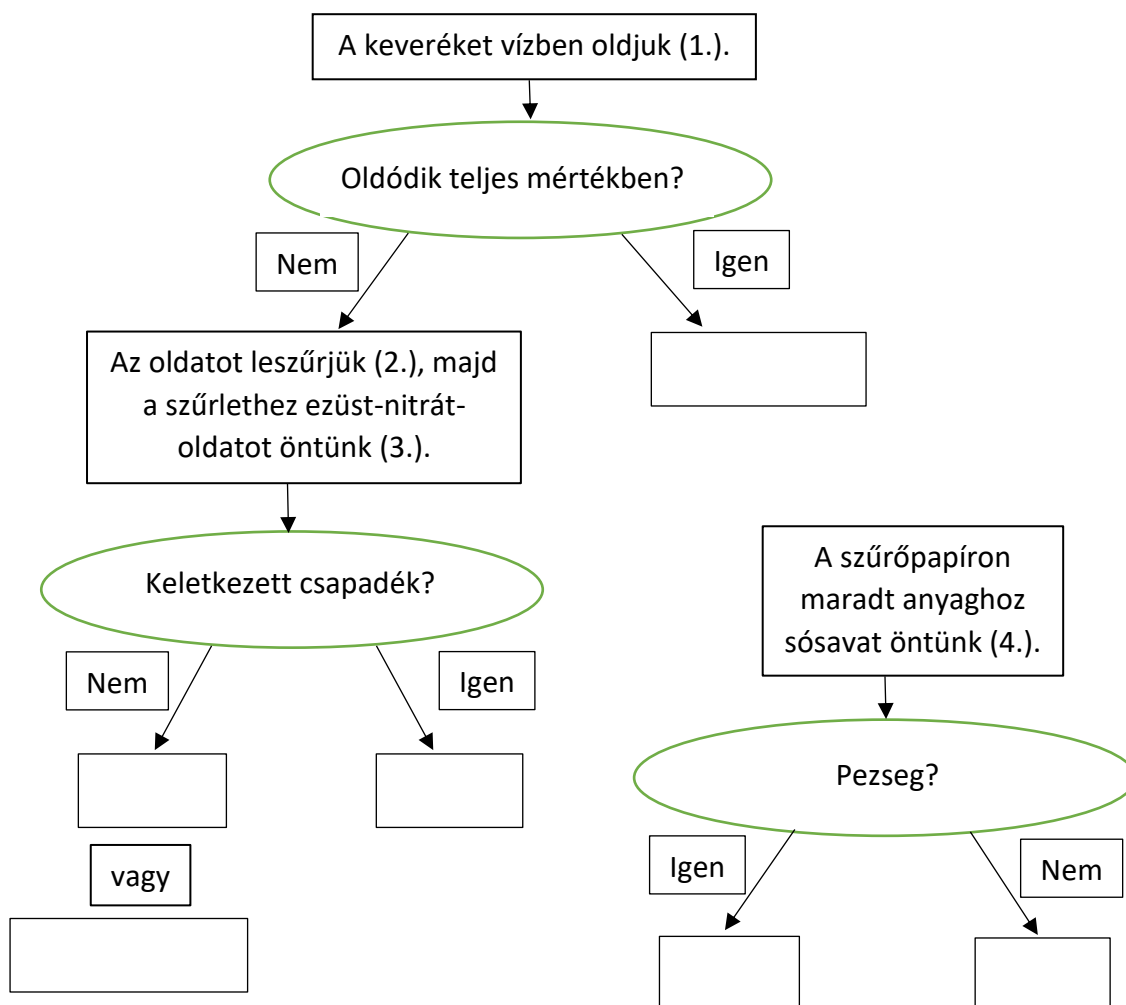 A keveréket vízben oldjuk (1.).
Oldódik teljes mértékben?
Nem
Igen
Az oldatot leszűrjük (2.), majd
a szűrlethez ezüst-nitrát-
oldatot öntünk (3.).
Keletkezett csapadék?
Nem
Igen
vagy
A szűrőpapíron
maradt anyaghoz
sósavat öntünk (4.).
Pezseg?
Igen
Nem